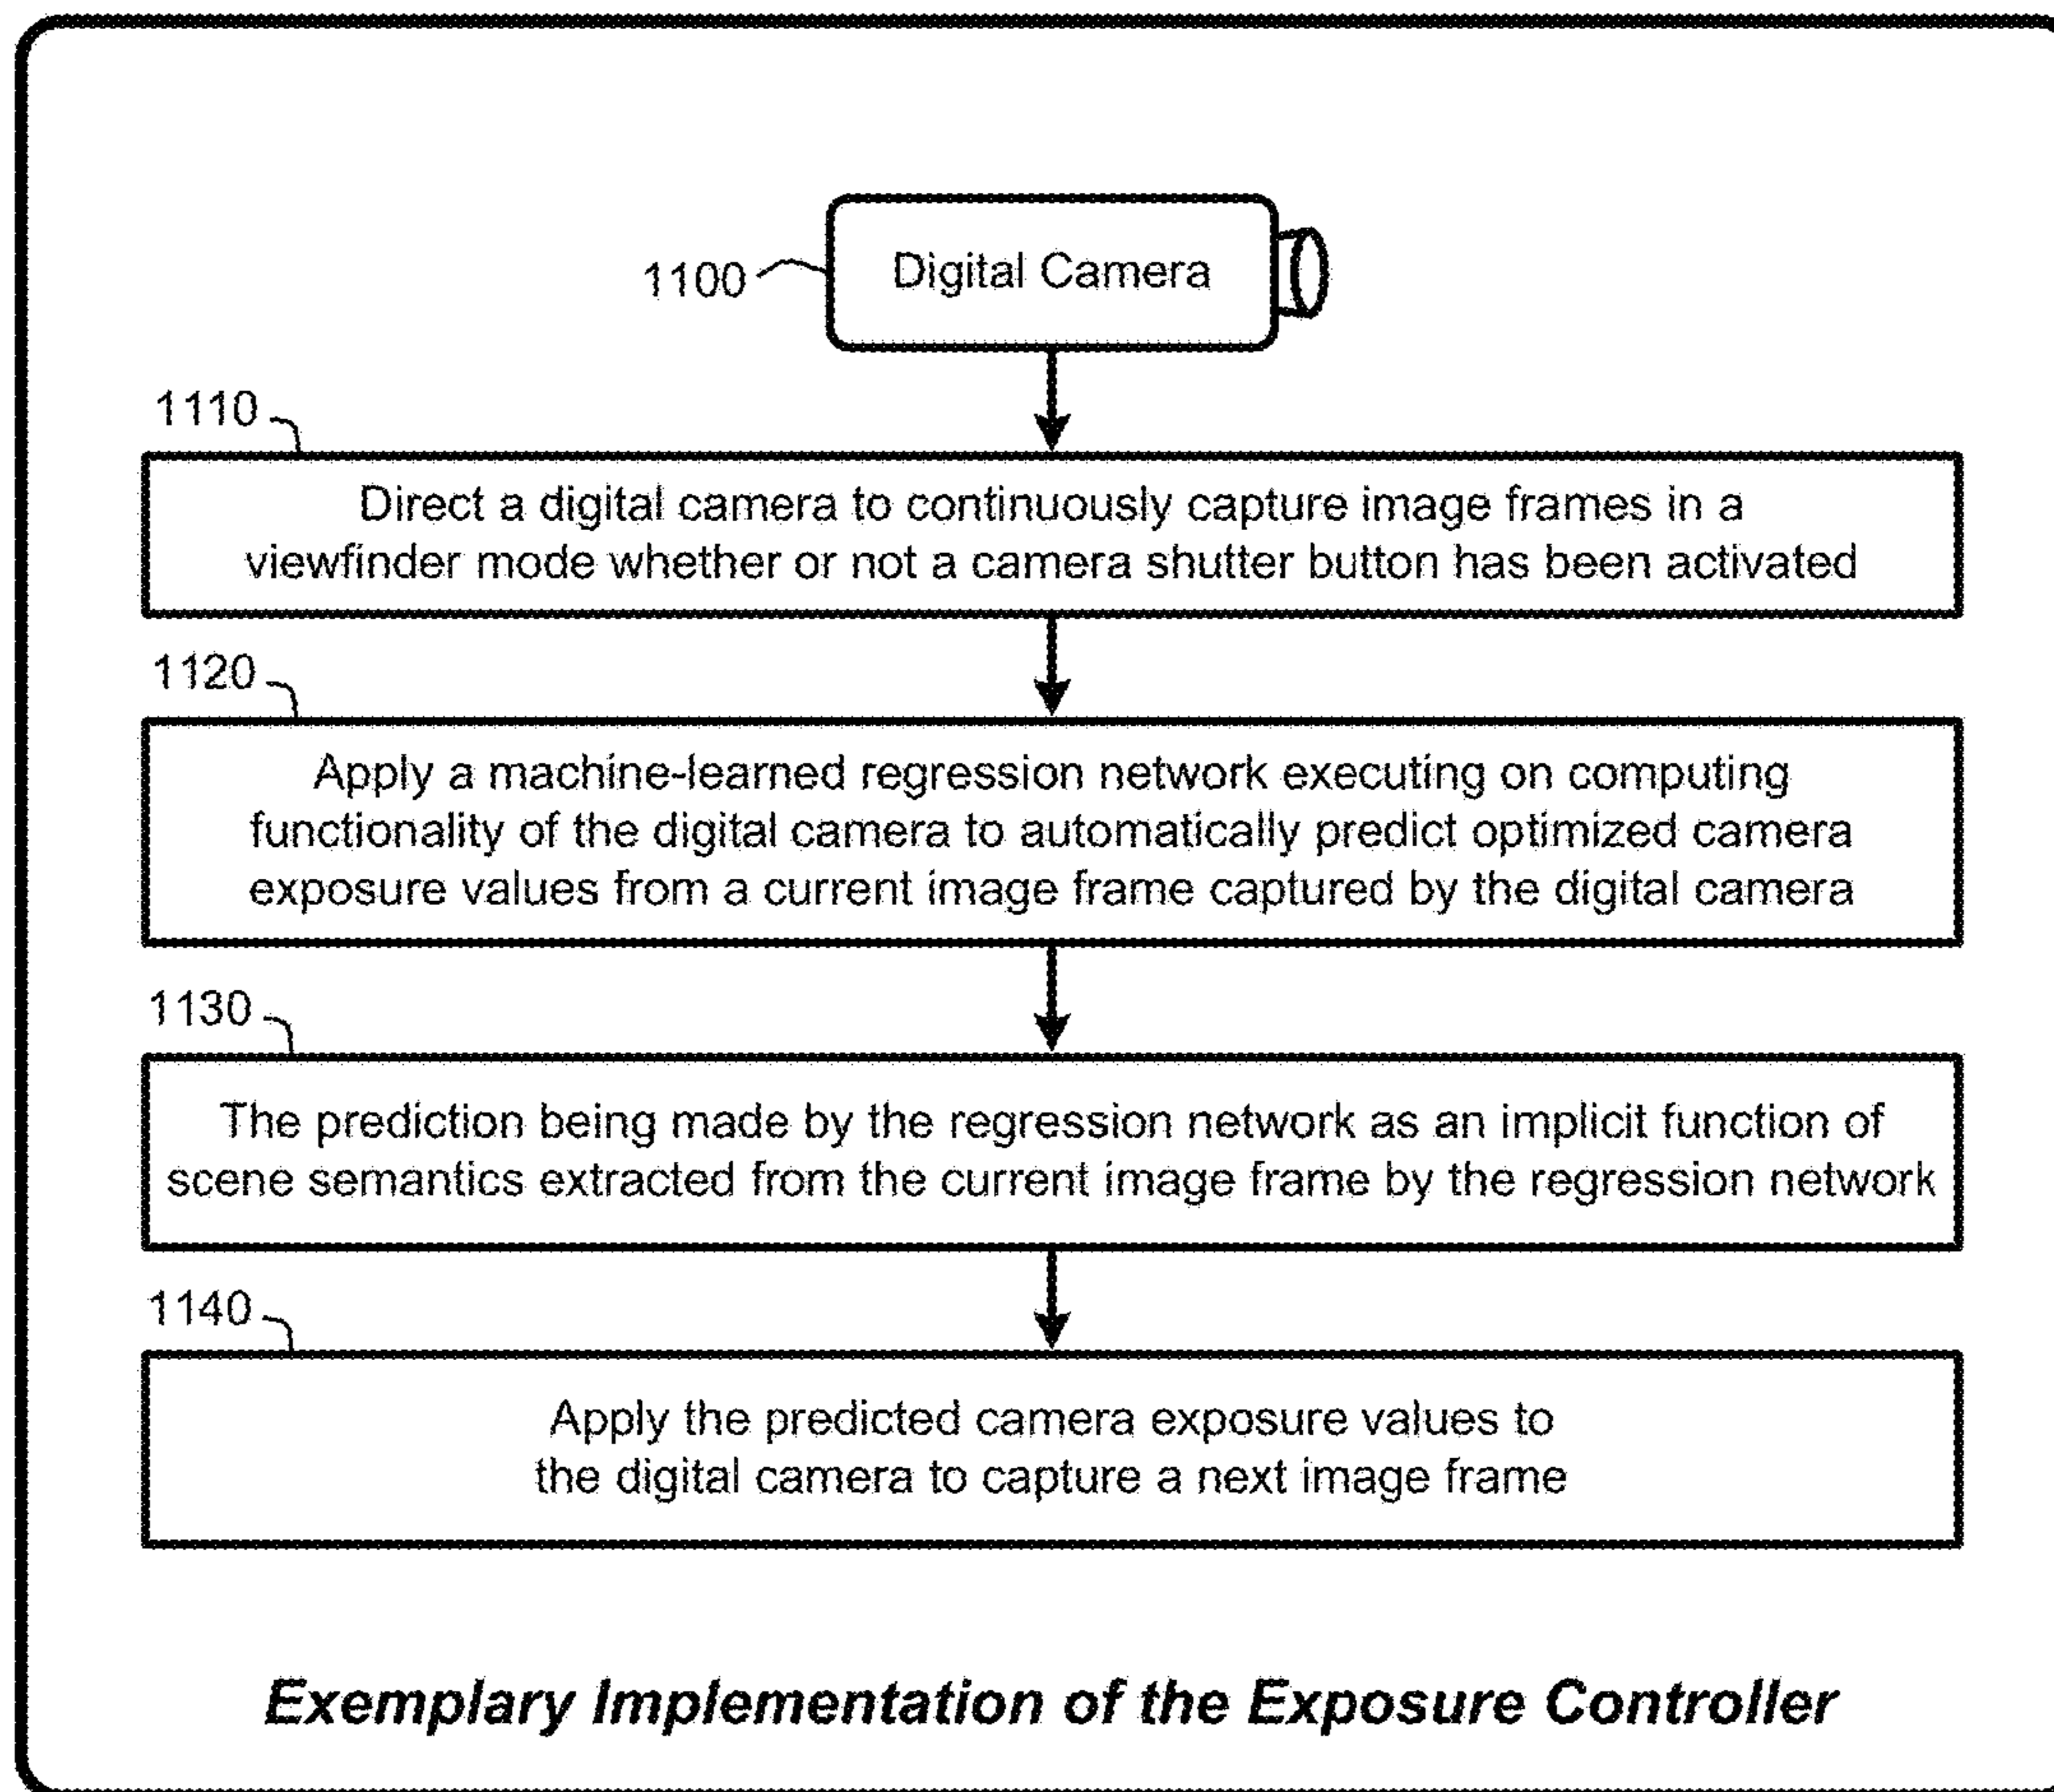 1100
Digital Camera
1110
Direct a digital camera to continuously capture image frames in a
viewfinder mode whether or not a camera shutter button has been activated
1120
Apply a machine-learned regression network executing on computing
functionality of the digital camera to automatically predict optimized camera
exposure values from a current image frame captured by the digital camera
1130
The prediction being made by the regression network as an implicit function of
scene semantics extracted from the current image frame by the regression network
1140
Apply the predicted camera exposure values to
the digital camera to capture a next image frame
Exemplary Implementation of the Exposure Controller